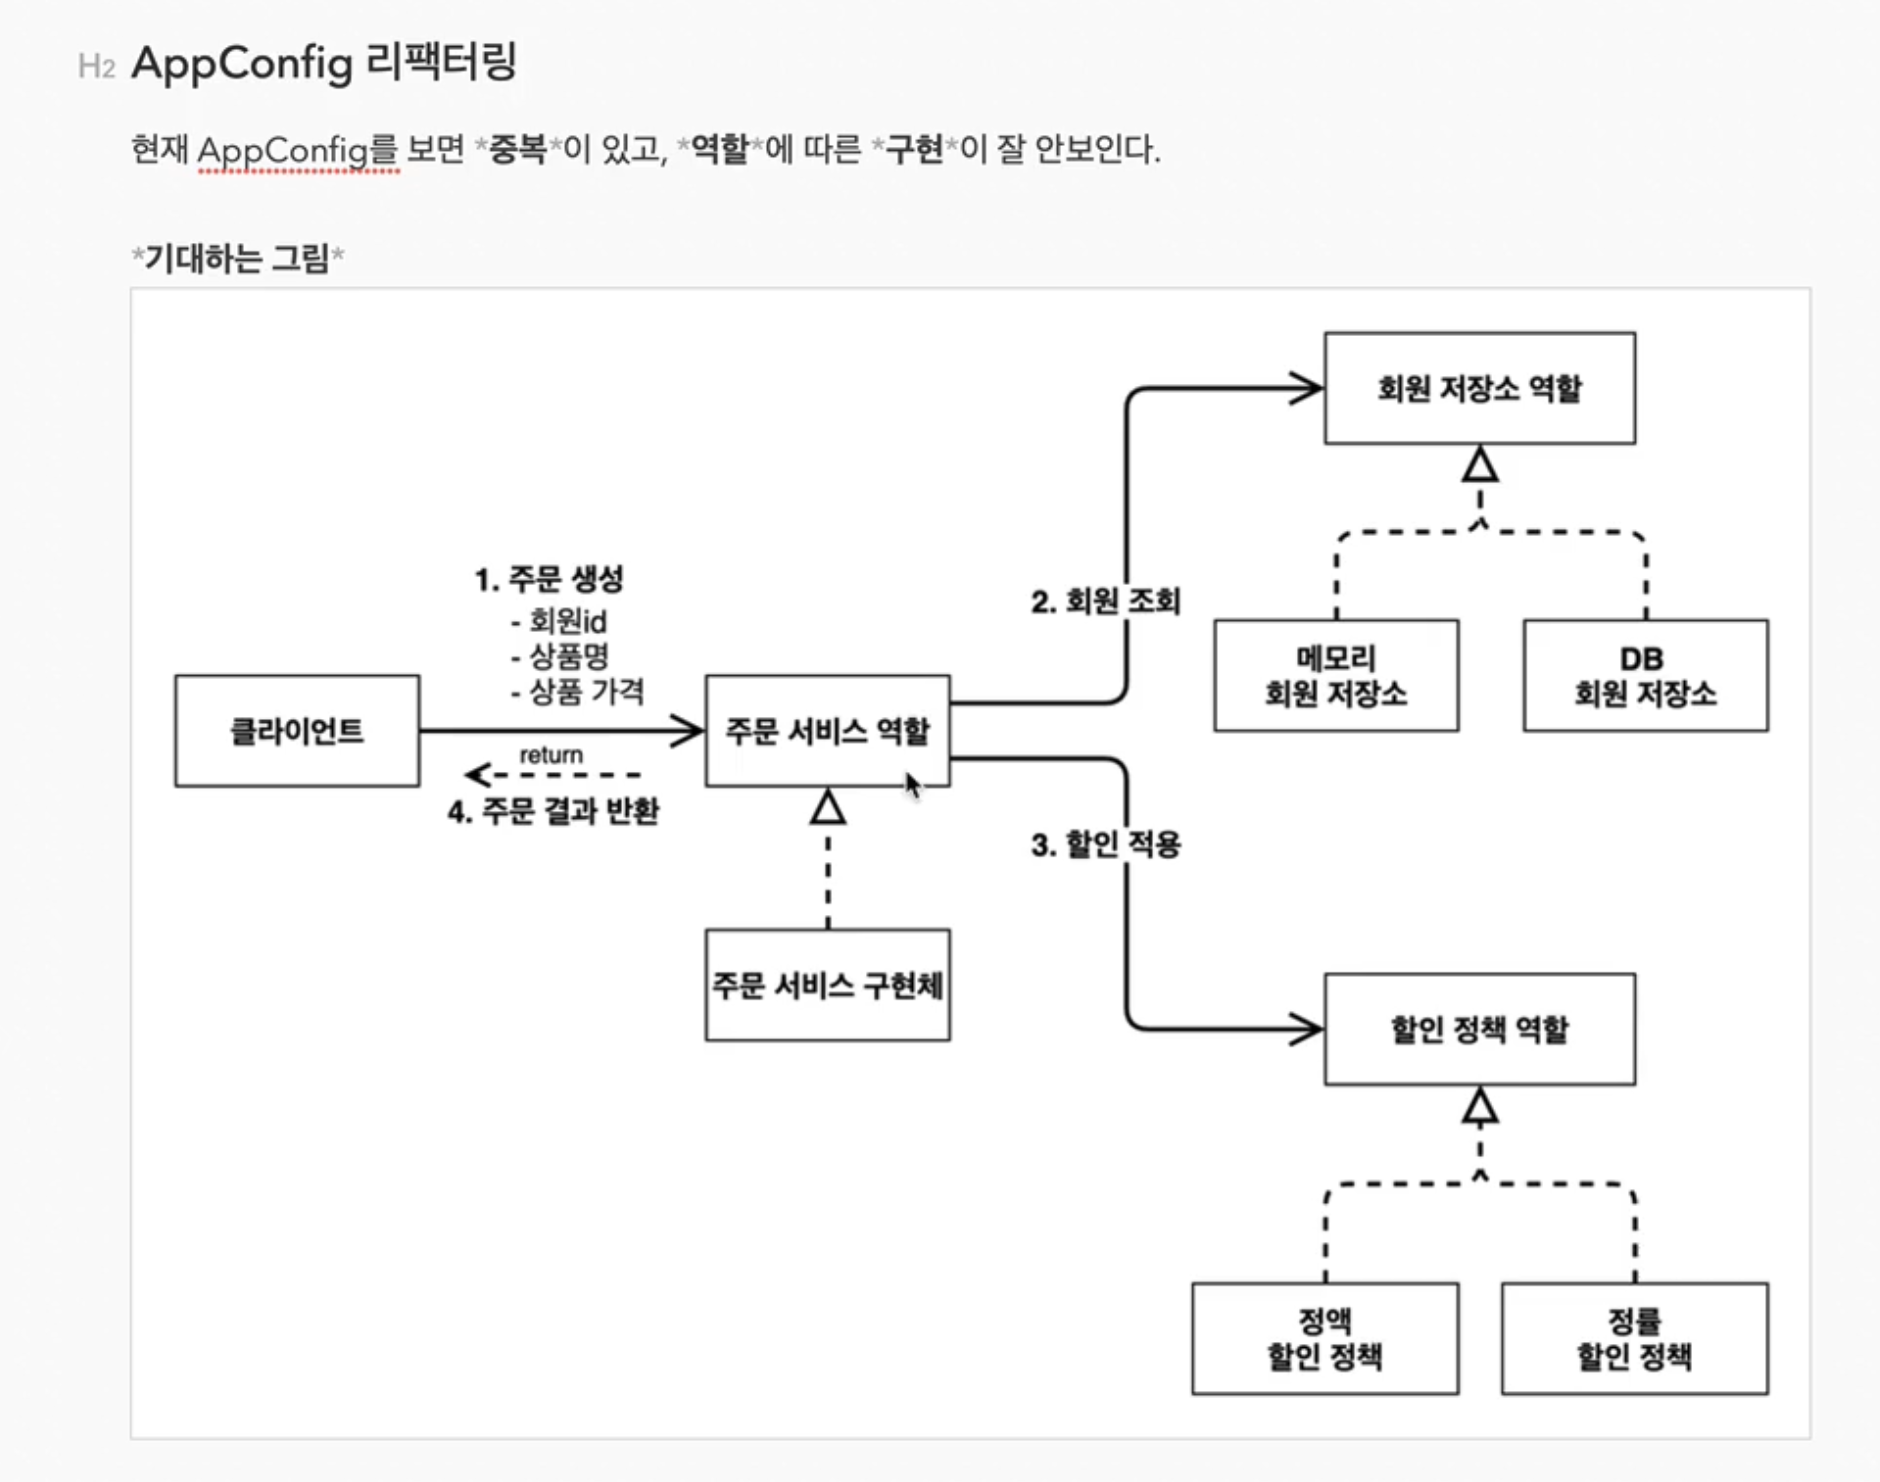 H2 AppConfig 리팩터링
현재 AppConfig를 보면 *중복*이 있고, *역할*에 따른 *구현*이 잘 안보인다.
*기대하는 그림*
회원 저장소 역할
1. 주문 생성
- 회원id
- 상품명
- 상품 가격
2. 회원 조회
메모리
회원 저장소
DB
회원 저장소
클라이언트
주문 서비스 역할
return
4. 주문 결과 반환
3. 할인 적용
주문 서비스 구현체
할인 정책 역할
정액
할인 정책
정률
할인 정책